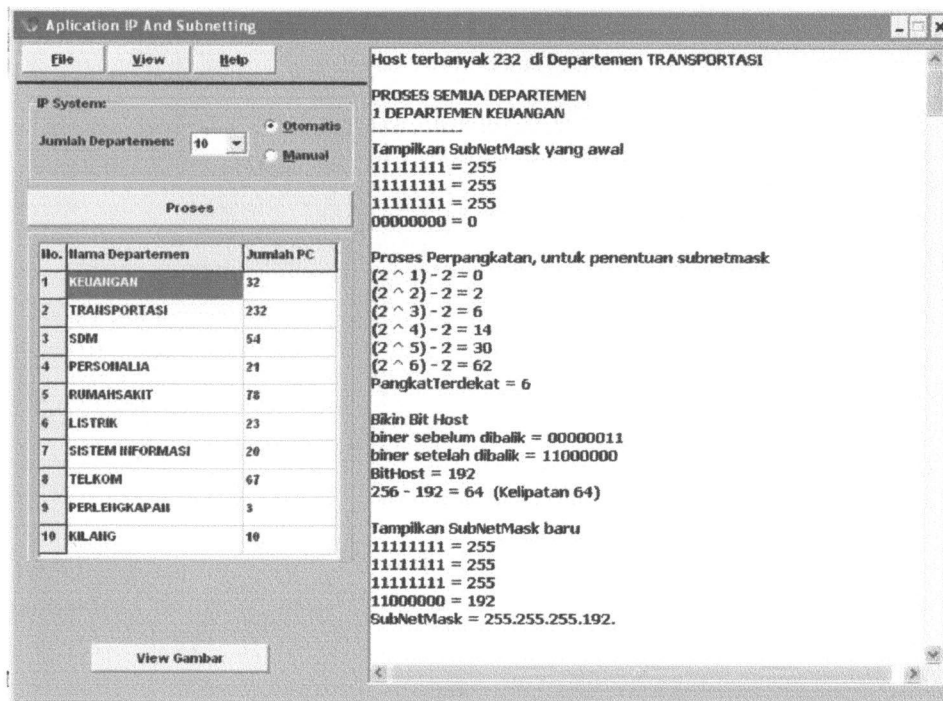 Aplication IP And Subnetting
File View Help
IP System:
Jumlah Departemen: 10
Otomatis
Manual
Proses
No. Nama Departemen Jumlah PC
1 KEUANGAN 32
2 TRANSPORTASI 232
3 SDM 54
4 PERSONALIA 21
5 RUMAHSAKIT 78
6 LISTRIK 23
7 SISTEM INFORMASI 20
8 TELKOM 67
9 PERLENGKAPAN 3
10 KILANG 10
View Gambar
Host terbanyak 232 di Departemen TRANSPORTASI
PROSES SEMUA DEPARTEMEN
1 DEPARTEMEN KEUANGAN
-------------
Tampilkan SubNetMask yang awal
11111111 = 255
11111111 = 255
11111111 = 255
00000000 = 0
Proses Perpangkatan, untuk penentuan subnetmask
(2 ^ 1) - 2 = 0
(2 ^ 2) - 2 = 2
(2 ^ 3) - 2 = 6
(2 ^ 4) - 2 = 14
(2 ^ 5) - 2 = 30
(2 ^ 6) - 2 = 62
PangkatTerdekat = 6
Bikin Bit Host
biner sebelum dibalik = 00000011
biner setelah dibalik = 11000000
BitHost = 192
256 - 192 = 64 (Kelipatan 64)
Tampilkan SubNetMask baru
11111111 = 255
11111111 = 255
11111111 = 255
11000000 = 192
SubNetMask = 255.255.255.192.